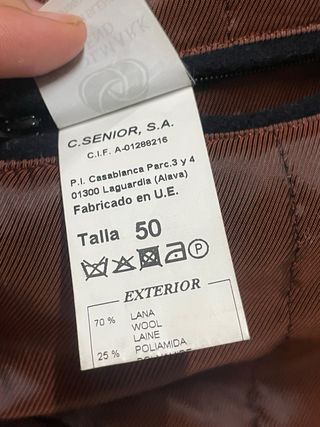 C.SENIOR, S.A.
C.I.F. A-01288216
P.I. Casablanca Parc.3 y 4
01300 Laguardia (Alava)
Fabricado en U.E.
Talla 50
P
EXTERIOR
70 % LANA
WOOL
LAINE
25 % POLIAMIDA